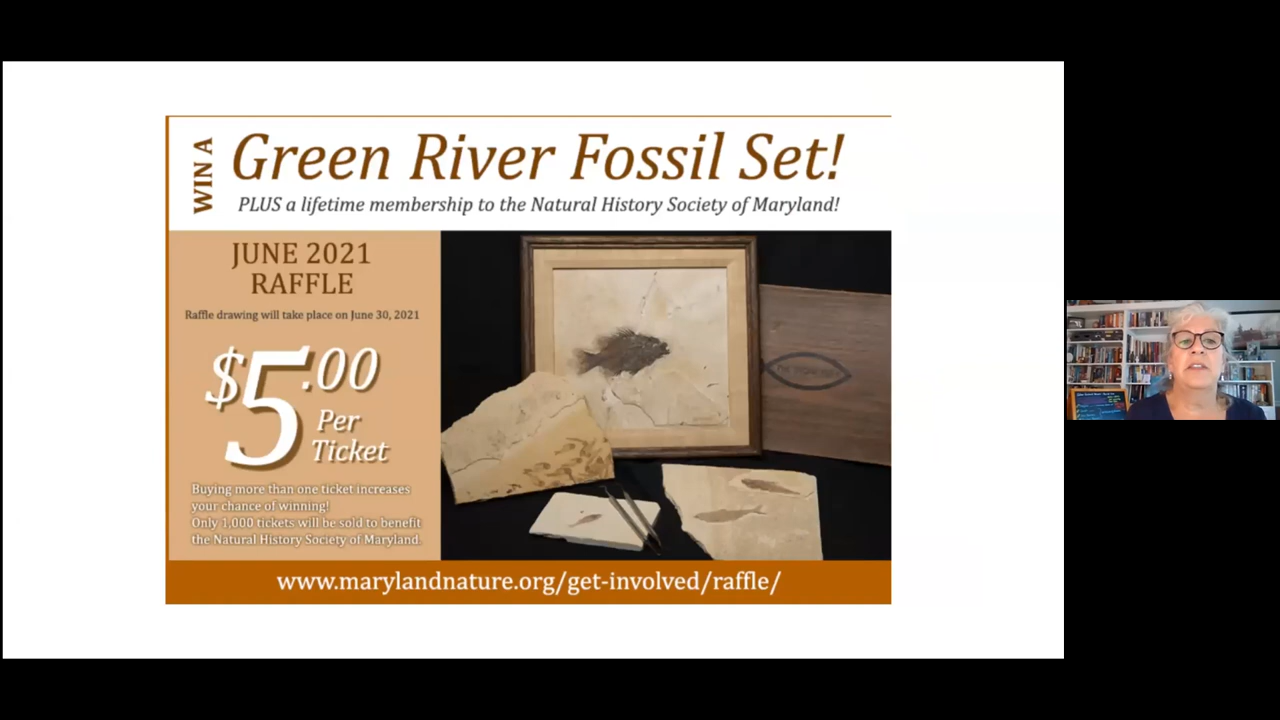 WIN A
Green River Fossil Set!
PLUS a lifetime membership to the Natural History Society of Maryland!
JUNE 2021
RAFFLE
Raffle drawing will take place on June 30, 2021
$5.00
Per
Ticket
Buying more than one ticket increases
your chance of winning!
Only 1,000 tickets will be sold to benefit
the Natural History Society of Maryland.
www.marylandnature.org/get-involved/raffle/